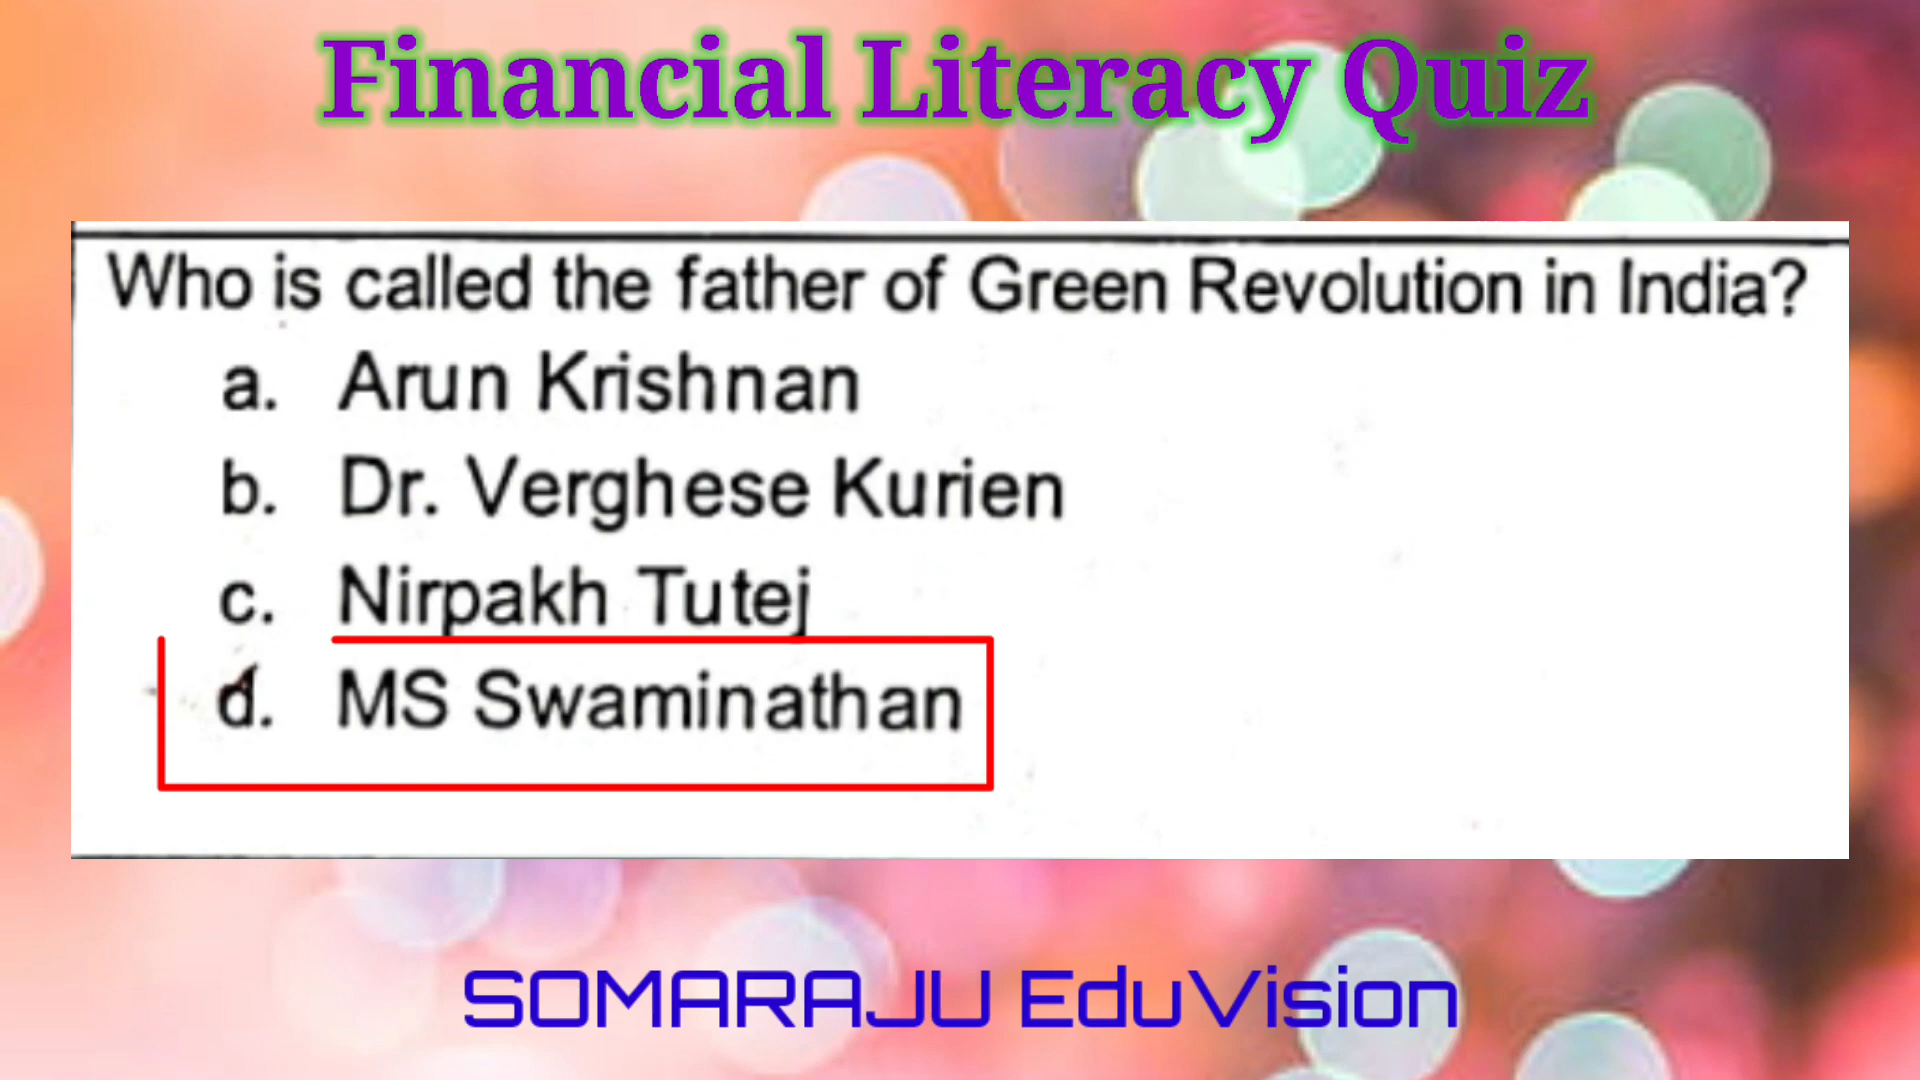 Financial Literacy Quiz
Who is called the father of Green Revolution in India?
a. Arun Krishnan
b. Dr. Verghese Kurien
c. Nirpakh Tutej
d. MS Swaminathan
SOMARAJU EduVision